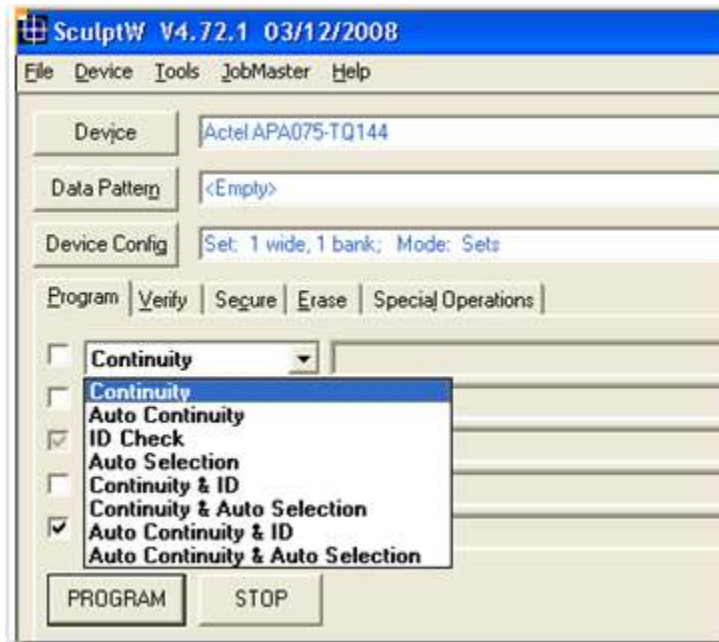 SculptW V4.72.1 03/12/2008
File Device Tools JobMaster Help
Device Actel APA075-TQ144
Data Pattern <Empty>
Device Config Set: 1 wide, 1 bank; Mode: Sets
Program Verify Secure Erase Special Operations
Continuity
Continuity
Auto Continuity
ID Check
Auto Selection
Continuity & ID
Continuity & Auto Selection
Auto Continuity & ID
Auto Continuity & Auto Selection
PROGRAM STOP